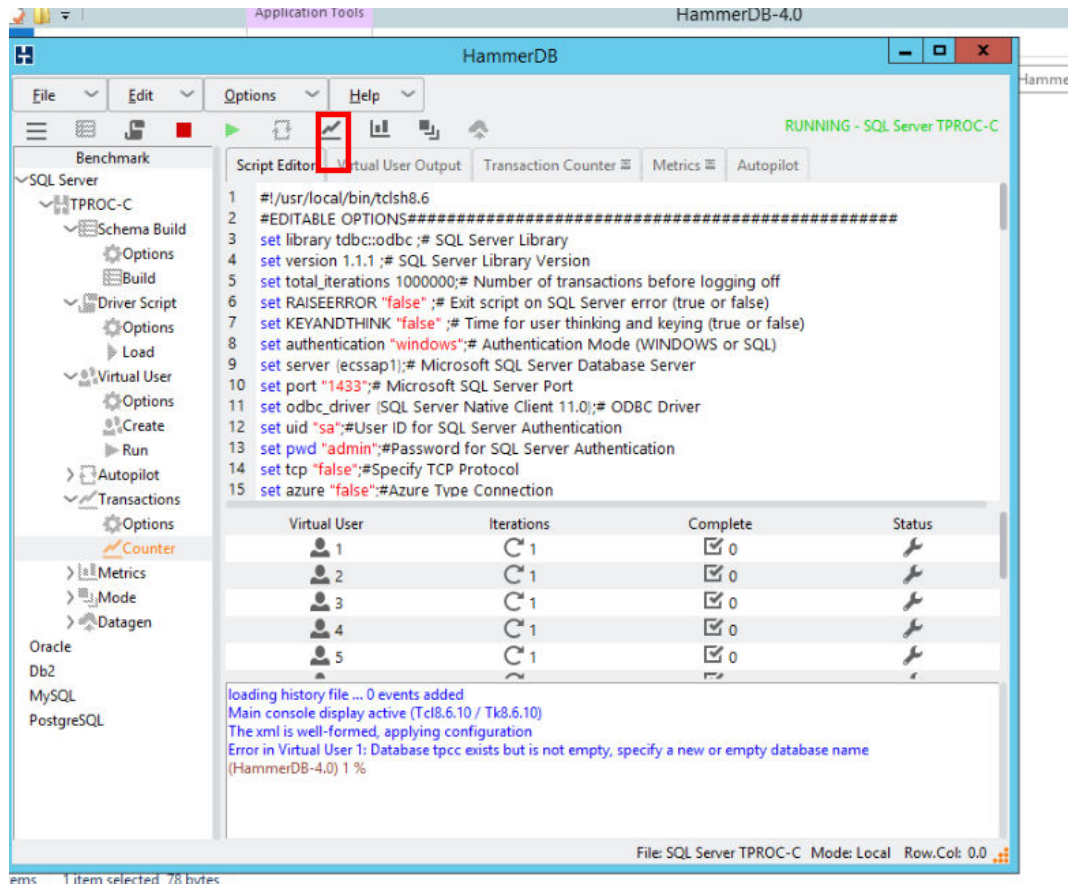 Application Tools
HammerDB-4.0
HammerDB
Hamme
File Edit Options Help
RUNNING - SQL Server TPROC-C
Benchmark
SQL Server
TPROC-C
Schema Build
Options
Build
Driver Script
Options
Load
Virtual User
Options
Create
Run
Autopilot
Transactions
Options
Counter
Metrics
Mode
Datagen
Oracle
Db2
MySQL
PostgreSQL
Script Editor Virtual User Output Transaction Counter Metrics Autopilot
1 #!/usr/local/bin/tclsh8.6
2 #EDITABLE OPTIONS##################################################
3 set library tdbc::odbc ;# SQL Server Library
4 set version 1.1.1 ;# SQL Server Library Version
5 set total_iterations 1000000;# Number of transactions before logging off
6 set RAISEERROR "false" ;# Exit script on SQL Server error (true or false)
7 set KEYANDTHINK "false" ;# Time for user thinking and keying (true or false)
8 set authentication "windows";# Authentication Mode (WINDOWS or SQL)
9 set server {ecssap1};# Microsoft SQL Server Database Server
10 set port "1433";# Microsoft SQL Server Port
11 set odbc_driver {SQL Server Native Client 11.0};# ODBC Driver
12 set uid "sa";#User ID for SQL Server Authentication
13 set pwd "admin";#Password for SQL Server Authentication
14 set tcp "false";#Specify TCP Protocol
15 set azure "false";#Azure Type Connection
Virtual User Iterations Complete Status
1 1 0
2 1 0
3 1 0
4 1 0
5 1 0
loading history file ... 0 events added
Main console display active (Tcl8.6.10 / Tk8.6.10)
The xml is well-formed, applying configuration
Error in Virtual User 1: Database tpcc exists but is not empty, specify a new or empty database name
(HammerDB-4.0) 1 %
File: SQL Server TPROC-C Mode: Local Row.Col: 0.0
ems 1 item selected 78 bytes